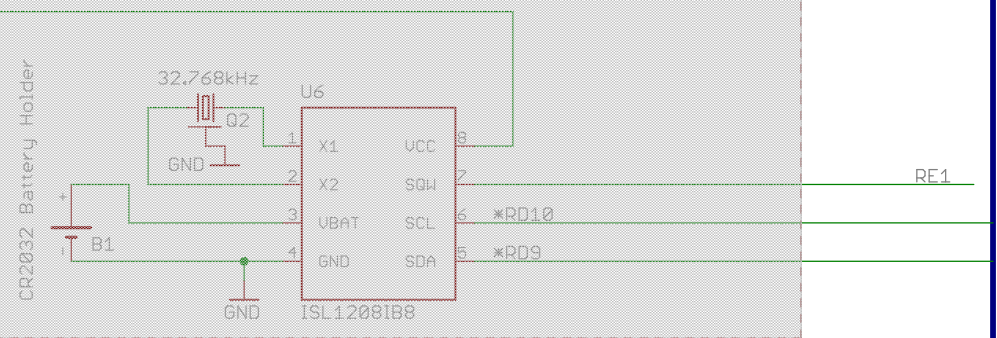 CR2032 Battery Holder
32.768kHz
Q2
GND
+
B1
U6
1 X1 VCC 8
2 X2 SQW 7
3 VBAT SCL 6
4 GND SDA 5
ISL1208IB8
GND
RE1
*RD10
*RD9